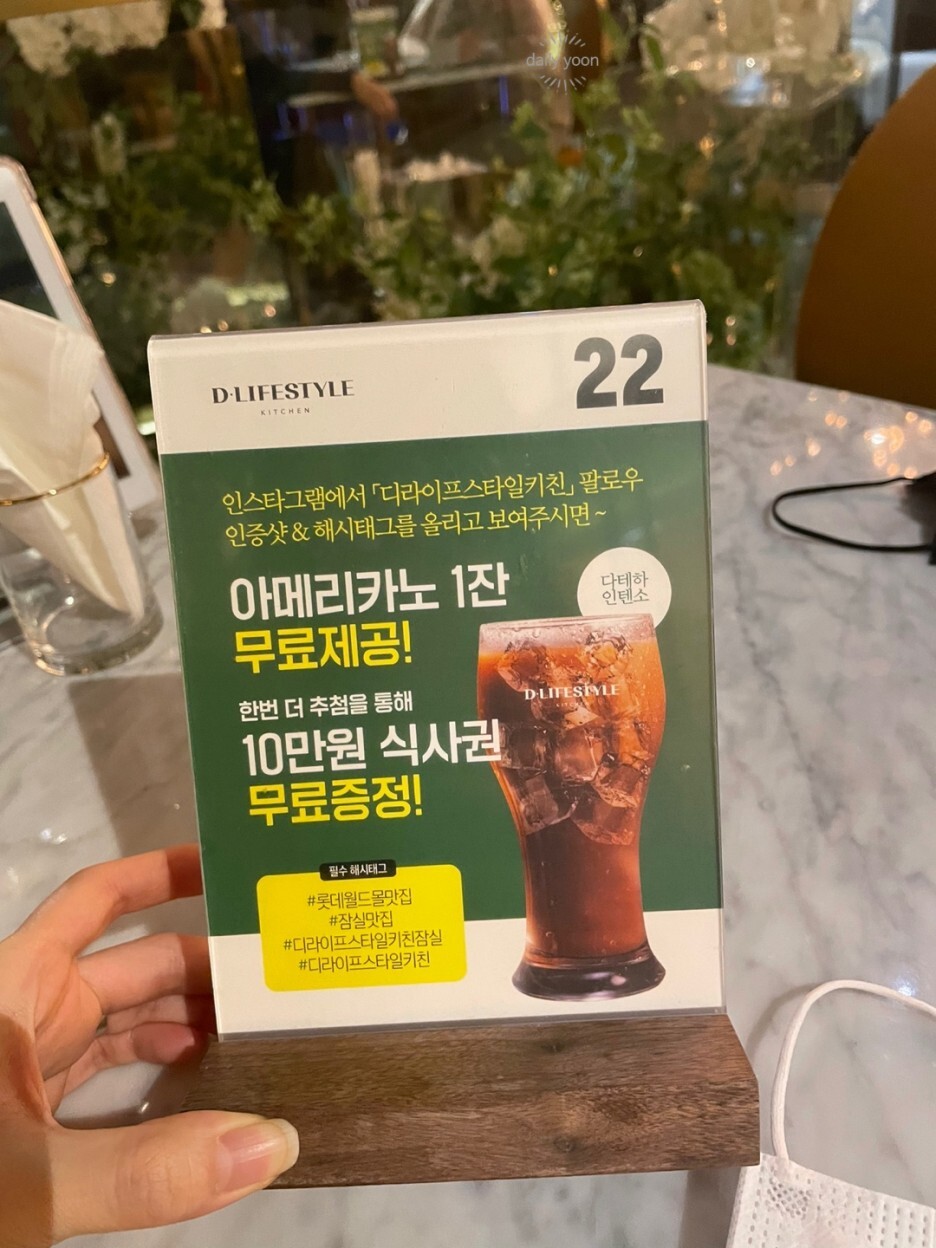 daily yoon
D·LIFESTYLE
KITCHEN
22
인스타그램에서 「디라이프스타일키친」 팔로우
인증샷 & 해시태그를 올리고 보여주시면 ~
아메리카노 1잔
무료제공!
다테하
인텐소
한번 더 추첨을 통해
10만원 식사권
무료증정!
D·LIFESTYLE
필수 해시태그
#롯데월드몰맛집
#잠실맛집
#디라이프스타일키친잠실
#디라이프스타일키친